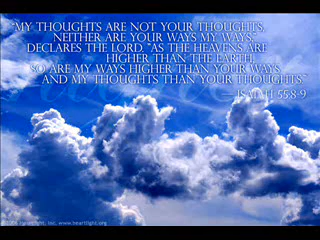 "MY THOUGHTS ARE NOT YOUR THOUGHTS,
NEITHER ARE YOUR WAYS MY WAYS,"
DECLARES THE LORD. "AS THE HEAVENS ARE
HIGHER THAN THE EARTH,
SO ARE MY WAYS HIGHER THAN YOUR WAYS
AND MY THOUGHTS THAN YOUR THOUGHTS."
— ISAIAH 55:8-9
Heartlight, Inc. www.heartlight.org